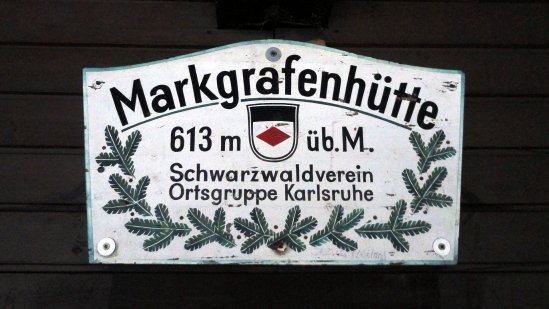 Markgrafenhütte
613 m üb.M.
Schwarzwaldverein
Ortsgruppe Karlsruhe